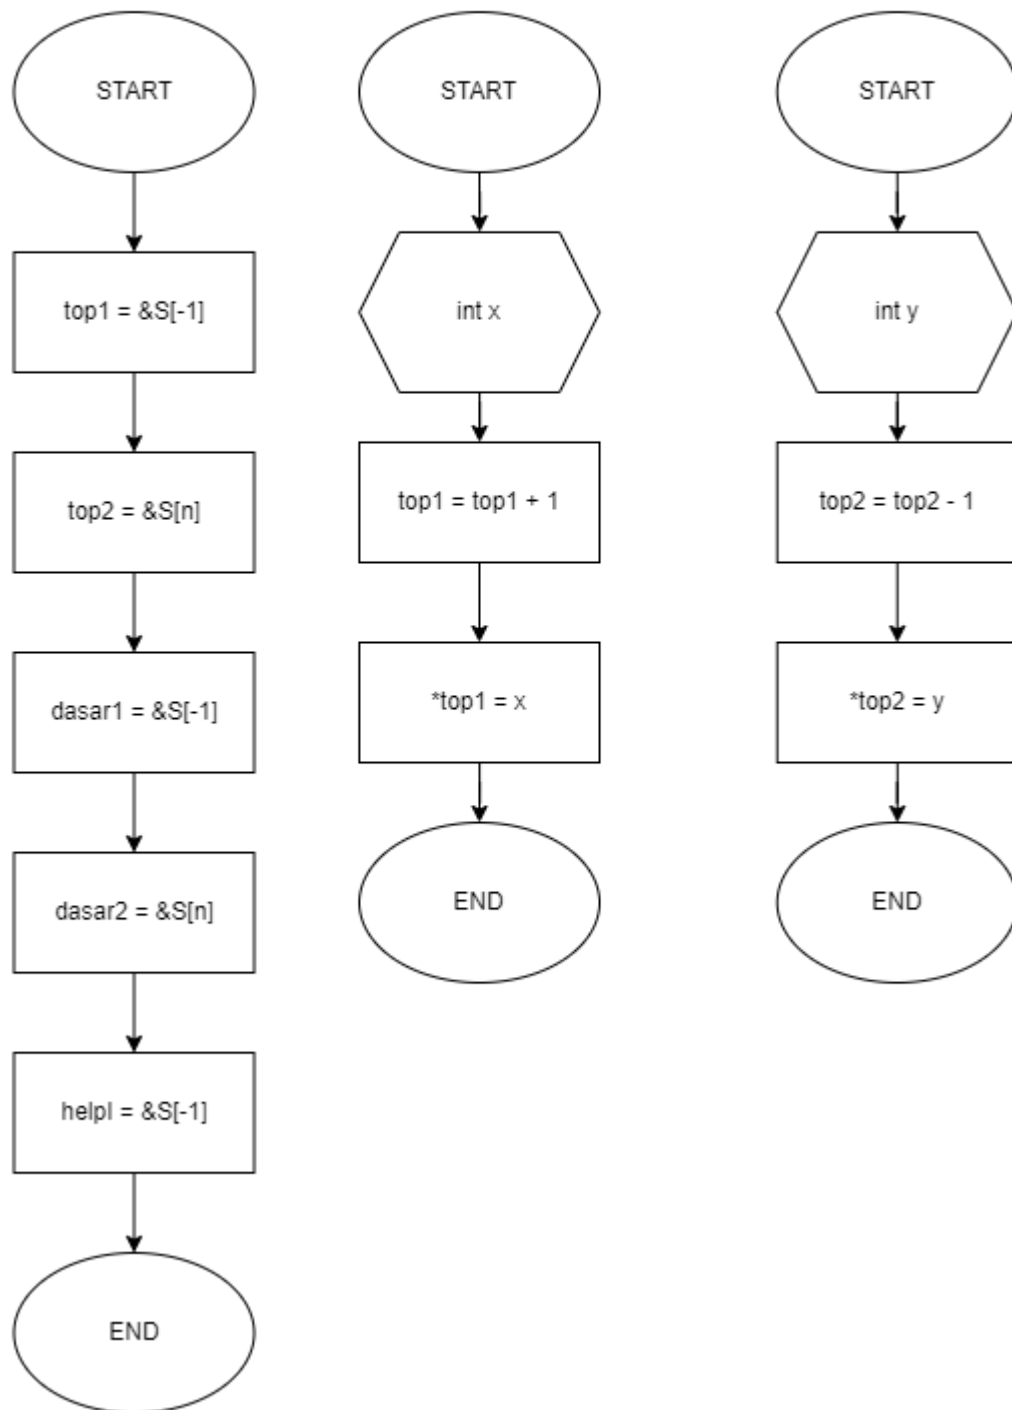 START
top1 = &S[-1]
top2 = &S[n]
dasar1 = &S[-1]
dasar2 = &S[n]
helpI = &S[-1]
END
START
int x
top1 = top1 + 1
*top1 = x
END
START
int y
top2 = top2 - 1
*top2 = y
END